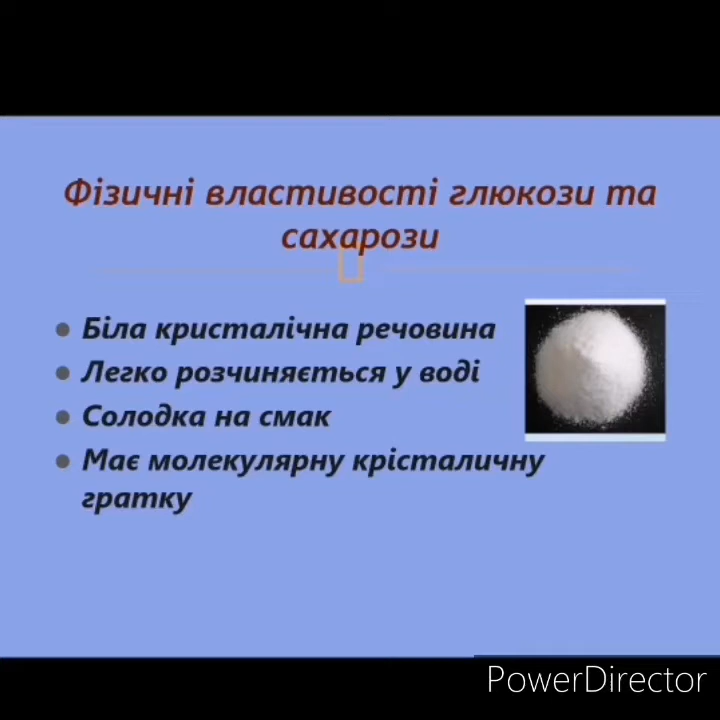 Фізичні властивості глюкози та
сахарози
Біла кристалічна речовина
Легко розчиняється у воді
Солодка на смак
Має молекулярну крісталичну
гратку
PowerDirector